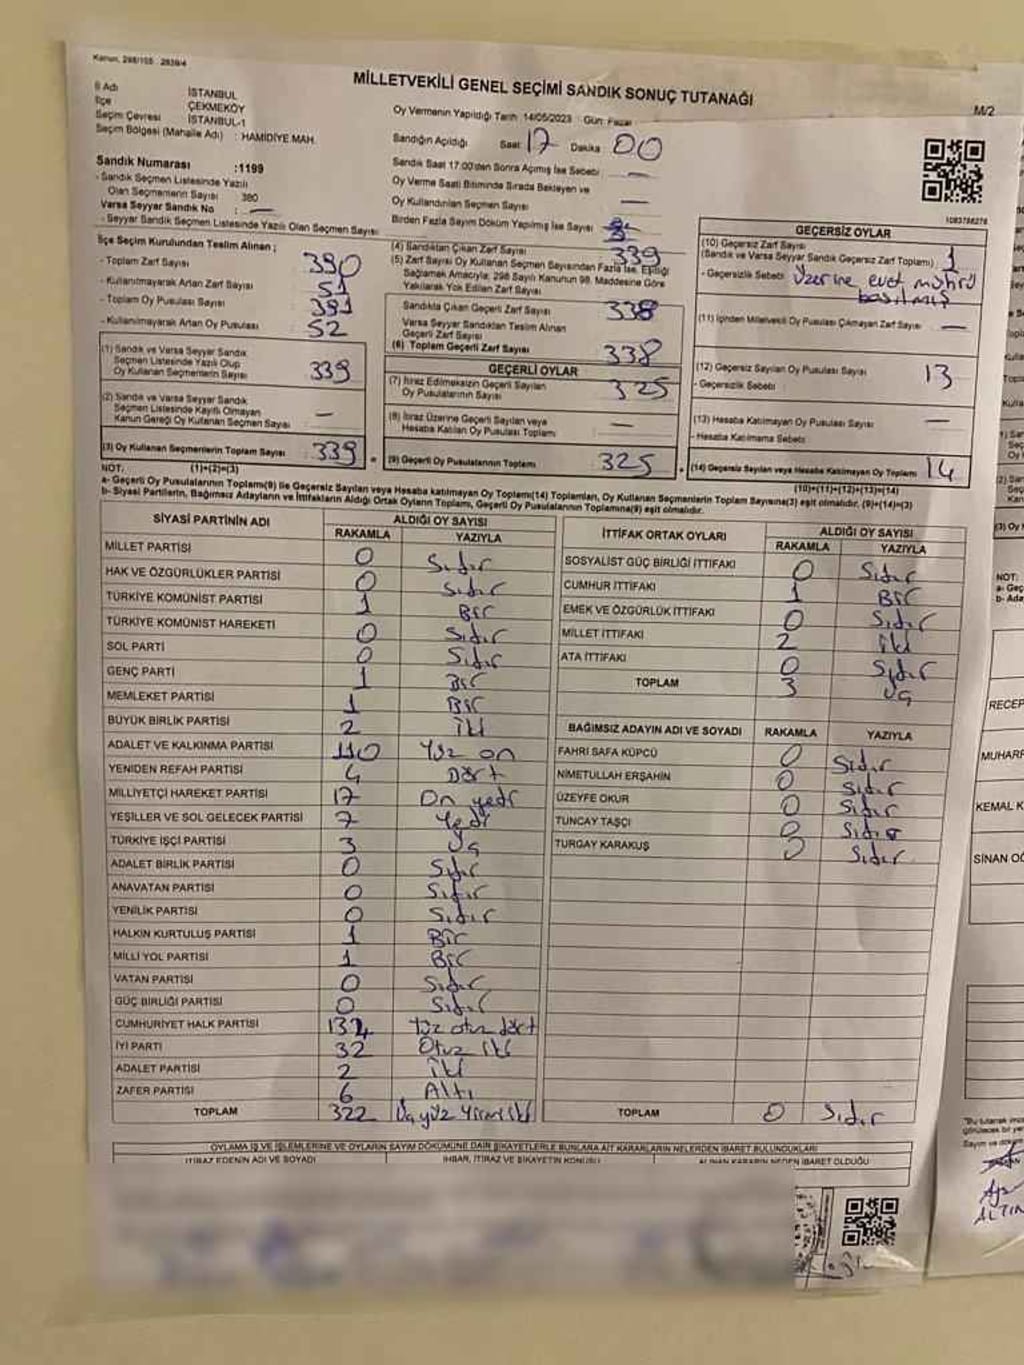 Kanun, 298/105 2839/4
MİLLETVEKİLİ GENEL SEÇİMİ SANDIK SONUÇ TUTANAĞI
M/2
İl Adı İSTANBUL
İlçe ÇEKMEKÖY
Seçim Çevresi İSTANBUL-1
Seçim Bölgesi (Mahalle Adı) : HAMİDİYE MAH.
Sandık Numarası :1199
- Sandık Seçmen Listesinde Yazılı
Olan Seçmenlerin Sayısı 380
Varsa Seyyar Sandık No : —
- Seyyar Sandık Seçmen Listesinde Yazılı Olan Seçmen Sayısı
Oy Vermenin Yapıldığı Tarih 14/05/2023 Gün: Pazar
Sandığın Açıldığı Saat 17 Dakika 00
Sandık Saat 17:00'den Sonra Açılmış İse Sebebi —
Oy Verme Saati Bitiminde Sırada Bekleyen ve
Oy Kullandırılan Seçmen Sayısı —
Birden Fazla Sayım Döküm Yapılmış İse Sayısı
1083788278
İlçe Seçim Kurulundan Teslim Alınan ;
- Toplam Zarf Sayısı 390
- Kullanılmayarak Artan Zarf Sayısı 51
- Toplam Oy Pusulası Sayısı 391
- Kullanılmayarak Artan Oy Pusulası 52
(1) Sandık ve Varsa Seyyar Sandık
Seçmen Listesinde Yazılı Olup
Oy Kullanan Seçmenlerin Sayısı 339
(2) Sandık ve Varsa Seyyar Sandık
Seçmen Listesinde Kayıtlı Olmayan
Kanun Gereği Oy Kullanan Seçmen Sayısı —
(3) Oy Kullanan Seçmenlerin Toplam Sayısı 339
(1)+(2)=(3)
(4) Sandıktan Çıkan Zarf Sayısı 339
(5) Zarf Sayısı Oy Kullanan Seçmen Sayısından Fazla İse, Eşitliği
Sağlamak Amacıyla; 298 Sayılı Kanunun 98. Maddesine Göre
Yakılarak Yok Edilen Zarf Sayısı
Sandıkta Çıkan Geçerli Zarf Sayısı 338
Varsa Seyyar Sandıktan Teslim Alınan
Geçerli Zarf Sayısı
(6) Toplam Geçerli Zarf Sayısı 338
GEÇERLİ OYLAR
(7) İtiraz Edilmeksizin Geçerli Sayılan
Oy Pusulalarının Sayısı 325
(8) İtiraz Üzerine Geçerli Sayılan veya
Hesaba Katılan Oy Pusulası Toplamı —
(9) Geçerli Oy Pusulalarının Toplamı 325
GEÇERSİZ OYLAR
(10) Geçersiz Zarf Sayısı
(Sandık ve Varsa Seyyar Sandık Geçersiz Zarf Toplamı) 1
- Geçersizlik Sebebi: Üzerine evet mührü
basılmış
(11) İçinden Milletvekili Oy Pusulası Çıkmayan Zarf Sayısı —
(12) Geçersiz Sayılan Oy Pusulası Sayısı 13
- Geçersizlik Sebebi :
(13) Hesaba Katılmayan Oy Pusulası Sayısı —
- Hesaba Katılmama Sebebi:
(14) Geçersiz Sayılan veya Hesaba Katılmayan Oy Toplamı 14
(10)+(11)+(12)+(13)=(14)
NOT:
a- Geçerli Oy Pusulalarının Toplamı(9) ile Geçersiz Sayılan veya Hesaba katılmayan Oy Toplamı(14) Toplamları, Oy Kullanan Seçmenlerin Toplam Sayısına(3) eşit olmalıdır. (9)+(14)=(3)
b- Siyasi Partilerin, Bağımsız Adayların ve İttifakların Aldığı Ortak Oyların Toplamı, Geçerli Oy Pusulalarının Toplamına(9) eşit olmalıdır.
SİYASİ PARTİNİN ADI ALDIĞI OY SAYISI
RAKAMLA YAZIYLA
MİLLET PARTİSİ 0 Sıfır
HAK VE ÖZGÜRLÜKLER PARTİSİ 0 Sıfır
TÜRKİYE KOMÜNİST PARTİSİ 1 Bir
TÜRKİYE KOMÜNİST HAREKETİ 0 Sıfır
SOL PARTİ 0 Sıfır
GENÇ PARTİ 1 Bir
MEMLEKET PARTİSİ 1 Bir
BÜYÜK BİRLİK PARTİSİ 2 İki
ADALET VE KALKINMA PARTİSİ 110 Yüz on
YENİDEN REFAH PARTİSİ 4 Dört
MİLLİYETÇİ HAREKET PARTİSİ 17 On yedi
YEŞİLLER VE SOL GELECEK PARTİSİ 7 Yedi
TÜRKİYE İŞÇİ PARTİSİ 3 Üç
ADALET BİRLİK PARTİSİ 0 Sıfır
ANAVATAN PARTİSİ 0 Sıfır
YENİLİK PARTİSİ 0 Sıfır
HALKIN KURTULUŞ PARTİSİ 1 Bir
MİLLİ YOL PARTİSİ 1 Bir
VATAN PARTİSİ 0 Sıfır
GÜÇ BİRLİĞİ PARTİSİ 0 Sıfır
CUMHURİYET HALK PARTİSİ 134 Yüz otuz dört
İYİ PARTİ 32 Otuz iki
ADALET PARTİSİ 2 İki
ZAFER PARTİSİ 6 Altı
TOPLAM 322 Üç yüz yirmi iki
İTTİFAK ORTAK OYLARI ALDIĞI OY SAYISI
RAKAMLA YAZIYLA
SOSYALİST GÜÇ BİRLİĞİ İTTİFAKI 0 Sıfır
CUMHUR İTTİFAKI 1 Bir
EMEK VE ÖZGÜRLÜK İTTİFAKI 0 Sıfır
MİLLET İTTİFAKI 2 İki
ATA İTTİFAKI 0 Sıfır
TOPLAM 3 Üç
BAĞIMSIZ ADAYIN ADI VE SOYADI RAKAMLA YAZIYLA
FAHRİ SAFA KÜPCÜ 0 Sıfır
NİMETULLAH ERŞAHİN 0 Sıfır
ÜZEYFE OKUR 0 Sıfır
TUNCAY TAŞÇI 0 Sıfır
TURGAY KARAKUŞ 0 Sıfır
TOPLAM 0 Sıfır
OYLAMA İŞ VE İŞLEMLERİNE VE OYLARIN SAYIM DÖKÜMÜNE DAİR ŞİKAYETLERLE BUNLARA AİT KARARLARIN NELERDEN İBARET BULUNDUKLARI
İTİRAZ EDENİN ADI VE SOYADI İHBAR, İTİRAZ VE ŞİKAYETİN KONUSU ALINAN KARARIN NEDEN İBARET OLDUĞU
NOT:
RECEP
MUHARR
KEMAL K
SİNAN OĞ
ALTIN